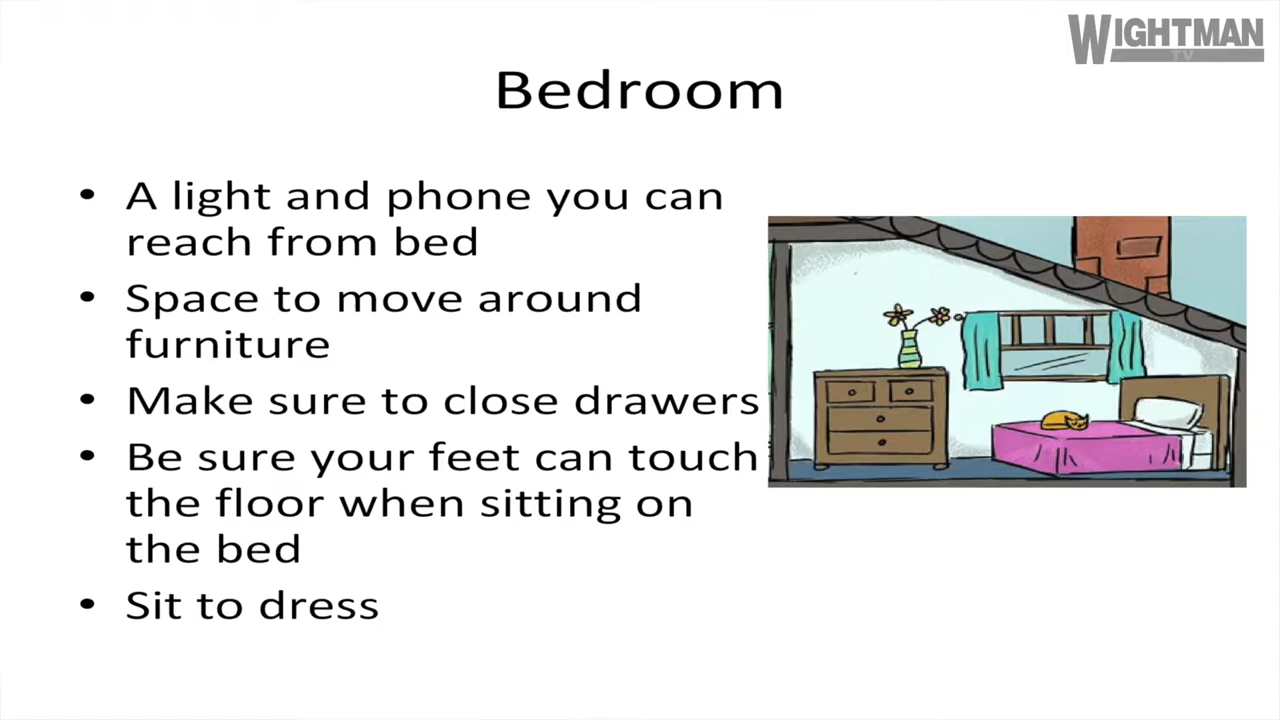 WIGHTMAN
TV
Bedroom
• A light and phone you can
reach from bed
• Space to move around
furniture
• Make sure to close drawers
• Be sure your feet can touch
the floor when sitting on
the bed
• Sit to dress